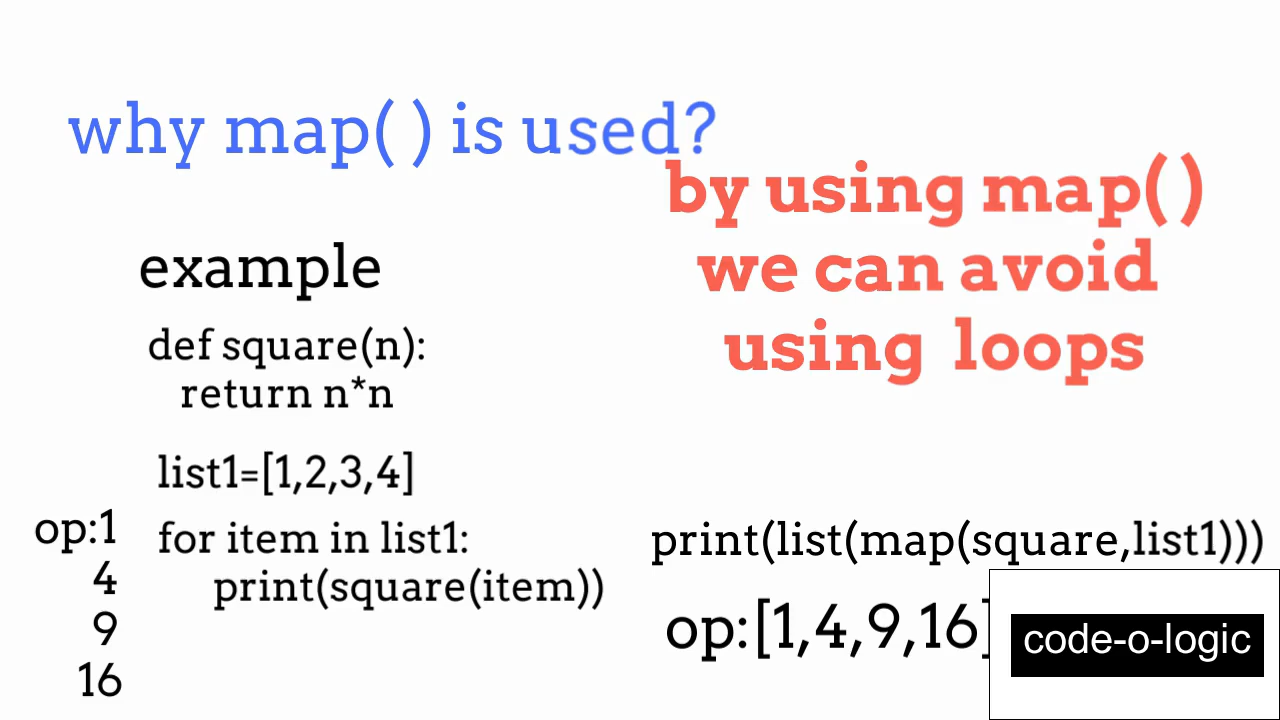 why map( ) is used?
by using map( )
we can avoid
using loops
example
def square(n):
return n*n
list1=[1,2,3,4]
for item in list1:
print(square(item))
op:1
4
9
16
print(list(map(square,list1)))
op:[1,4,9,16]
code-o-logic